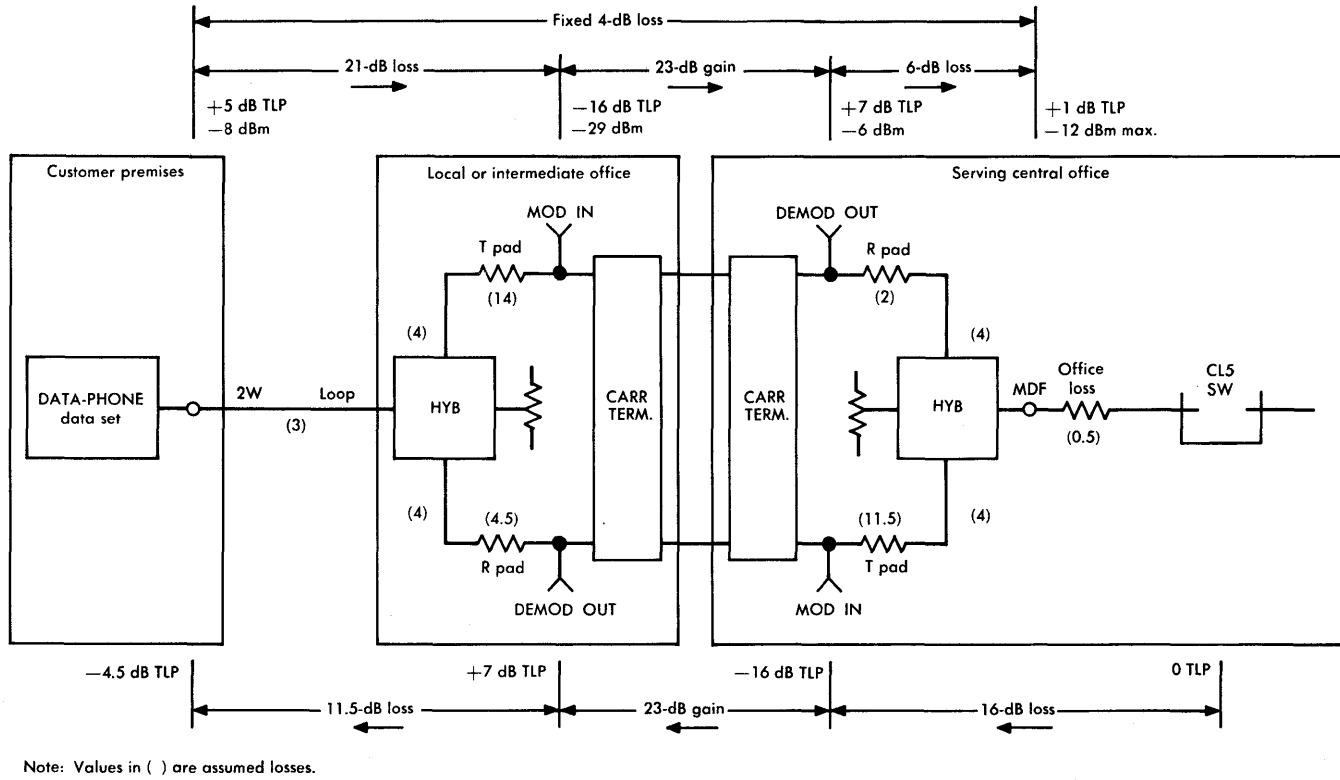 Fixed 4-dB loss
21-dB loss
23-dB gain
6-dB loss
+5 dB TLP
−8 dBm
−16 dB TLP
−29 dBm
+7 dB TLP
−6 dBm
+1 dB TLP
−12 dBm max.
Customer premises
Local or intermediate office
Serving central office
MOD IN
DEMOD OUT
T pad
(14)
R pad
(2)
(4)
(4)
DATA-PHONE
data set
2W
Loop
(3)
HYB
CARR
TERM.
CARR
TERM.
HYB
MDF
Office
loss
(0.5)
CL5
SW
(4)
(4.5)
R pad
(11.5)
T pad
(4)
DEMOD OUT
MOD IN
−4.5 dB TLP
+7 dB TLP
−16 dB TLP
0 TLP
11.5-dB loss
23-dB gain
16-dB loss
Note: Values in ( ) are assumed losses.